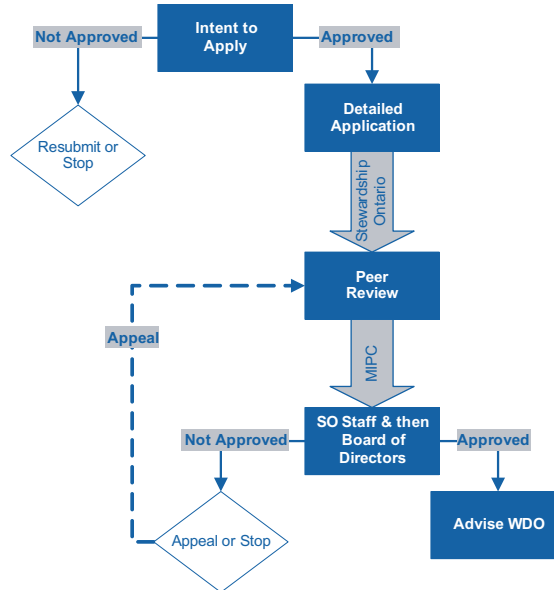 Intent to
Apply
Not Approved
Approved
Detailed
Application
Resubmit or
Stop
Stewardship
Ontario
Peer
Review
Appeal
MIPC
SO Staff & then
Board of
Directors
Not Approved
Approved
Appeal or Stop
Advise WDO